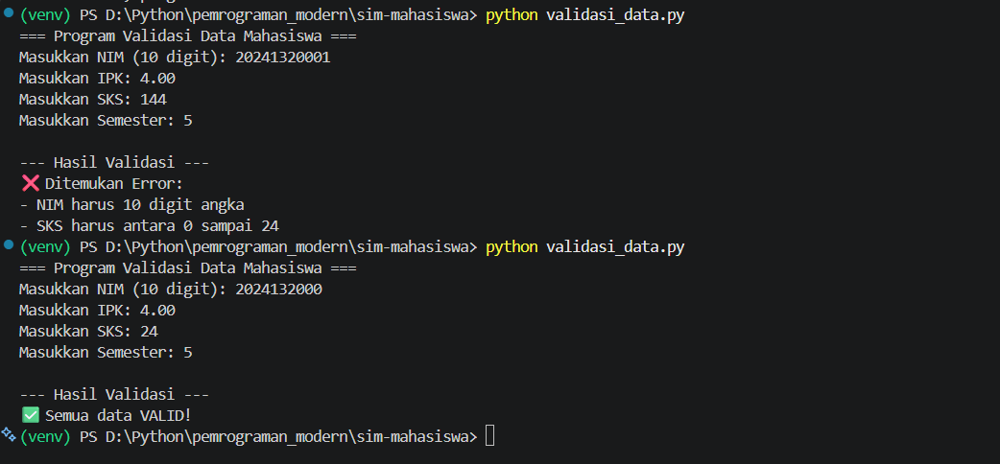 (venv) PS D:\Python\pemrograman_modern\sim-mahasiswa> python validasi_data.py
=== Program Validasi Data Mahasiswa ===
Masukkan NIM (10 digit): 20241320001
Masukkan IPK: 4.00
Masukkan SKS: 144
Masukkan Semester: 5
--- Hasil Validasi ---
❌ Ditemukan Error:
- NIM harus 10 digit angka
- SKS harus antara 0 sampai 24
(venv) PS D:\Python\pemrograman_modern\sim-mahasiswa> python validasi_data.py
=== Program Validasi Data Mahasiswa ===
Masukkan NIM (10 digit): 2024132000
Masukkan IPK: 4.00
Masukkan SKS: 24
Masukkan Semester: 5
--- Hasil Validasi ---
✅ Semua data VALID!
(venv) PS D:\Python\pemrograman_modern\sim-mahasiswa>